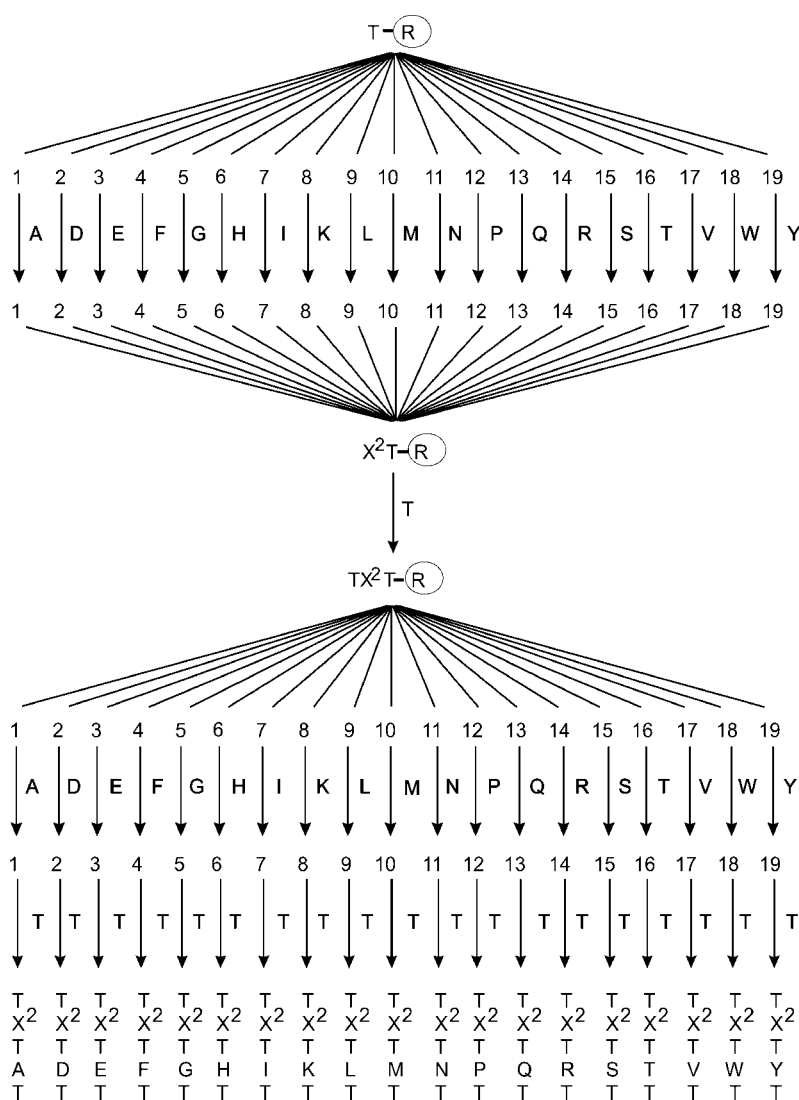 T-R
1 2 3 4 5 6 7 8 9 10 11 12 13 14 15 16 17 18 19
A D E F G H I K L M N P Q R S T V W Y
1 2 3 4 5 6 7 8 9 10 11 12 13 14 15 16 17 18 19
X²T-R
T
TX²T-R
1 2 3 4 5 6 7 8 9 10 11 12 13 14 15 16 17 18 19
A D E F G H I K L M N P Q R S T V W Y
1 2 3 4 5 6 7 8 9 10 11 12 13 14 15 16 17 18 19
T T T T T T T T T T T T T T T T T T T
T T T T T T T T T T T T T T T T T T T
X² X² X² X² X² X² X² X² X² X² X² X² X² X² X² X² X² X² X²
T T T T T T T T T T T T T T T T T T T
A D E F G H I K L M N P Q R S T V W Y
T T T T T T T T T T T T T T T T T T T